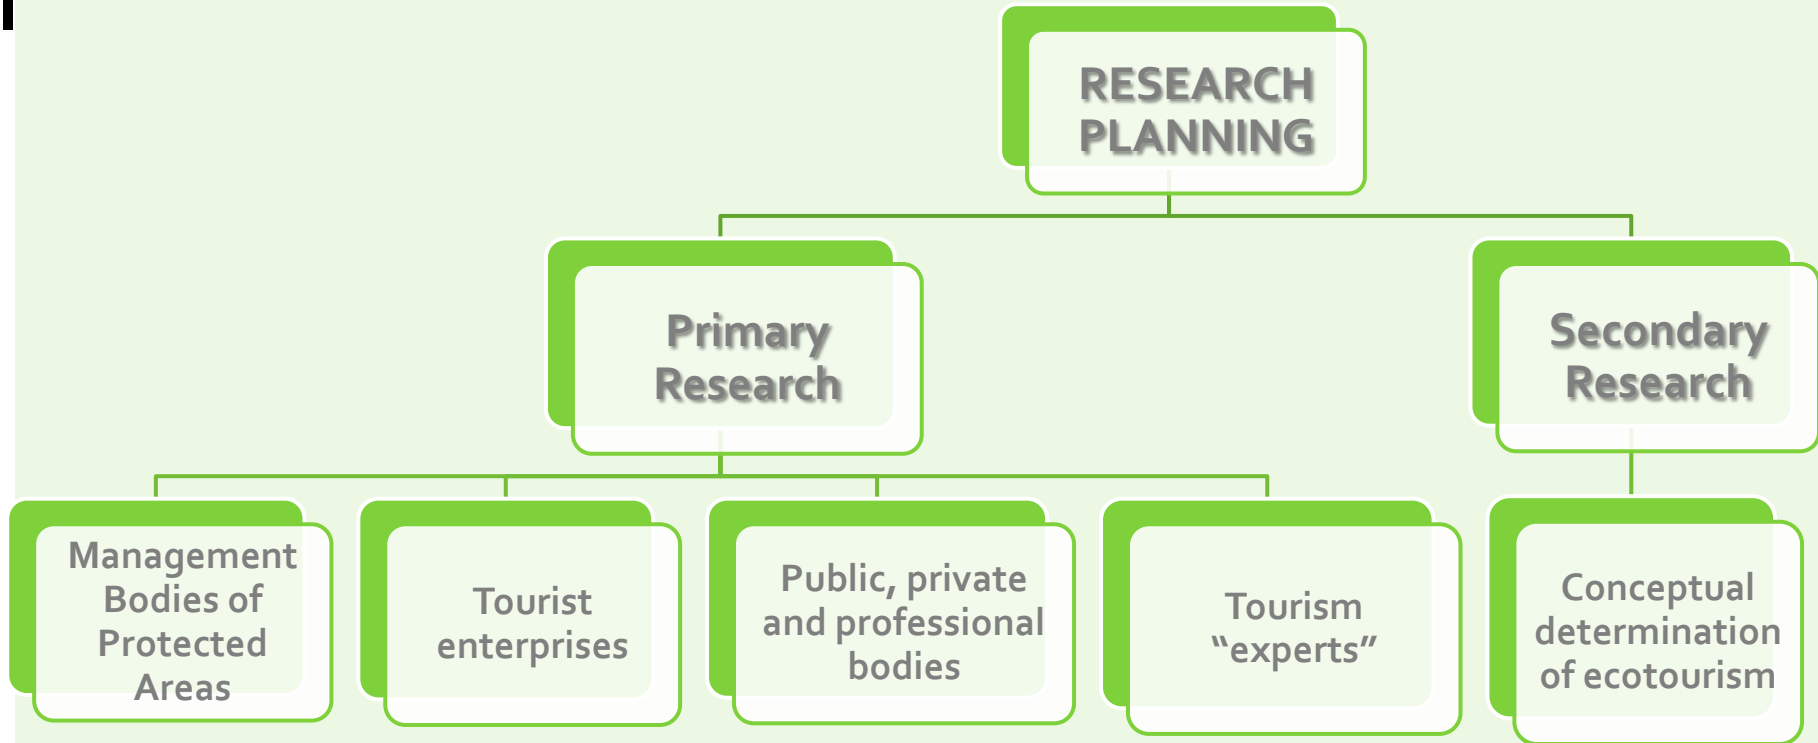 RESEARCH
PLANNING
Primary
Research
Secondary
Research
Management
Bodies of
Protected
Areas
Tourist
enterprises
Public, private
and professional
bodies
Tourism
“experts”
Conceptual
determination
of ecotourism